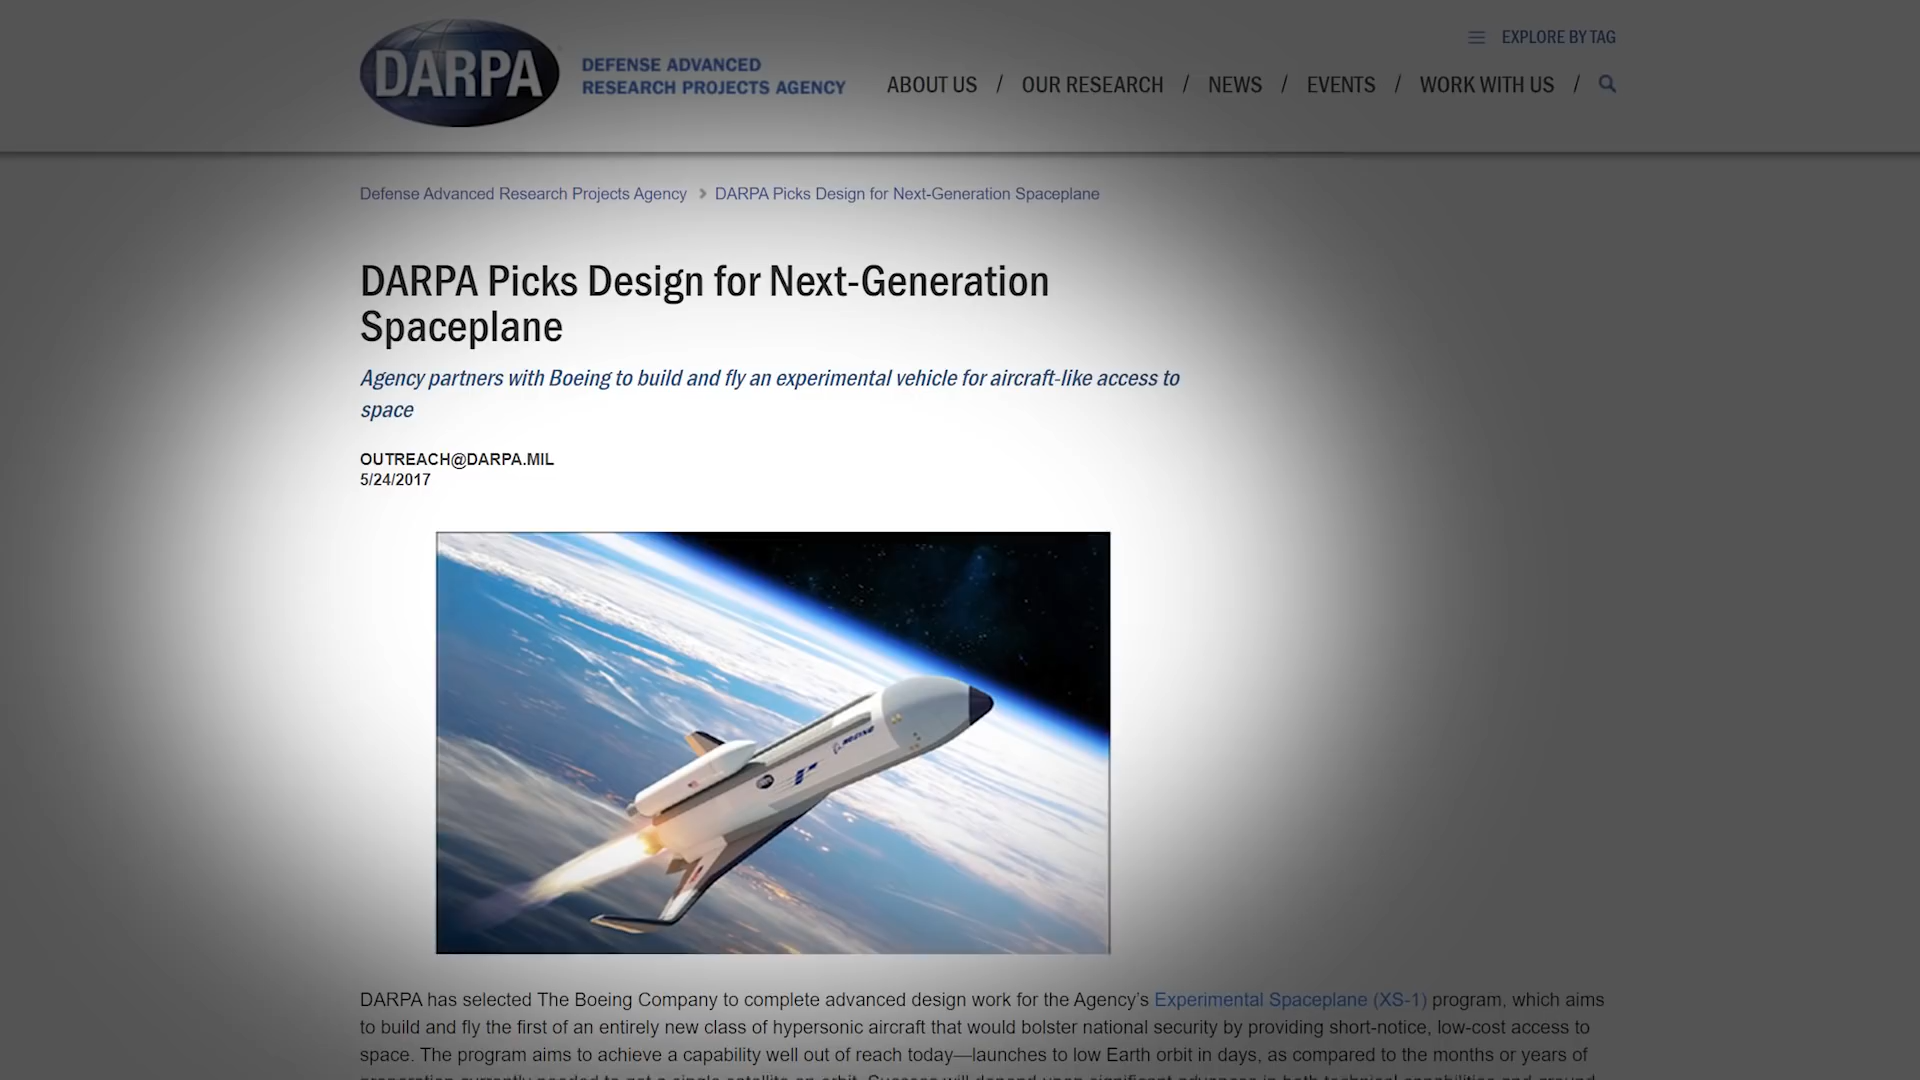 DARPA
DEFENSE ADVANCED
RESEARCH PROJECTS AGENCY
EXPLORE BY TAG
ABOUT US / OUR RESEARCH / NEWS / EVENTS / WORK WITH US /
Defense Advanced Research Projects Agency > DARPA Picks Design for Next-Generation Spaceplane
DARPA Picks Design for Next-Generation
Spaceplane
Agency partners with Boeing to build and fly an experimental vehicle for aircraft-like access to
space
OUTREACH@DARPA.MIL
5/24/2017
BOEING
DARPA has selected The Boeing Company to complete advanced design work for the Agency’s Experimental Spaceplane (XS-1) program, which aims
to build and fly the first of an entirely new class of hypersonic aircraft that would bolster national security by providing short-notice, low-cost access to
space. The program aims to achieve a capability well out of reach today—launches to low Earth orbit in days, as compared to the months or years of